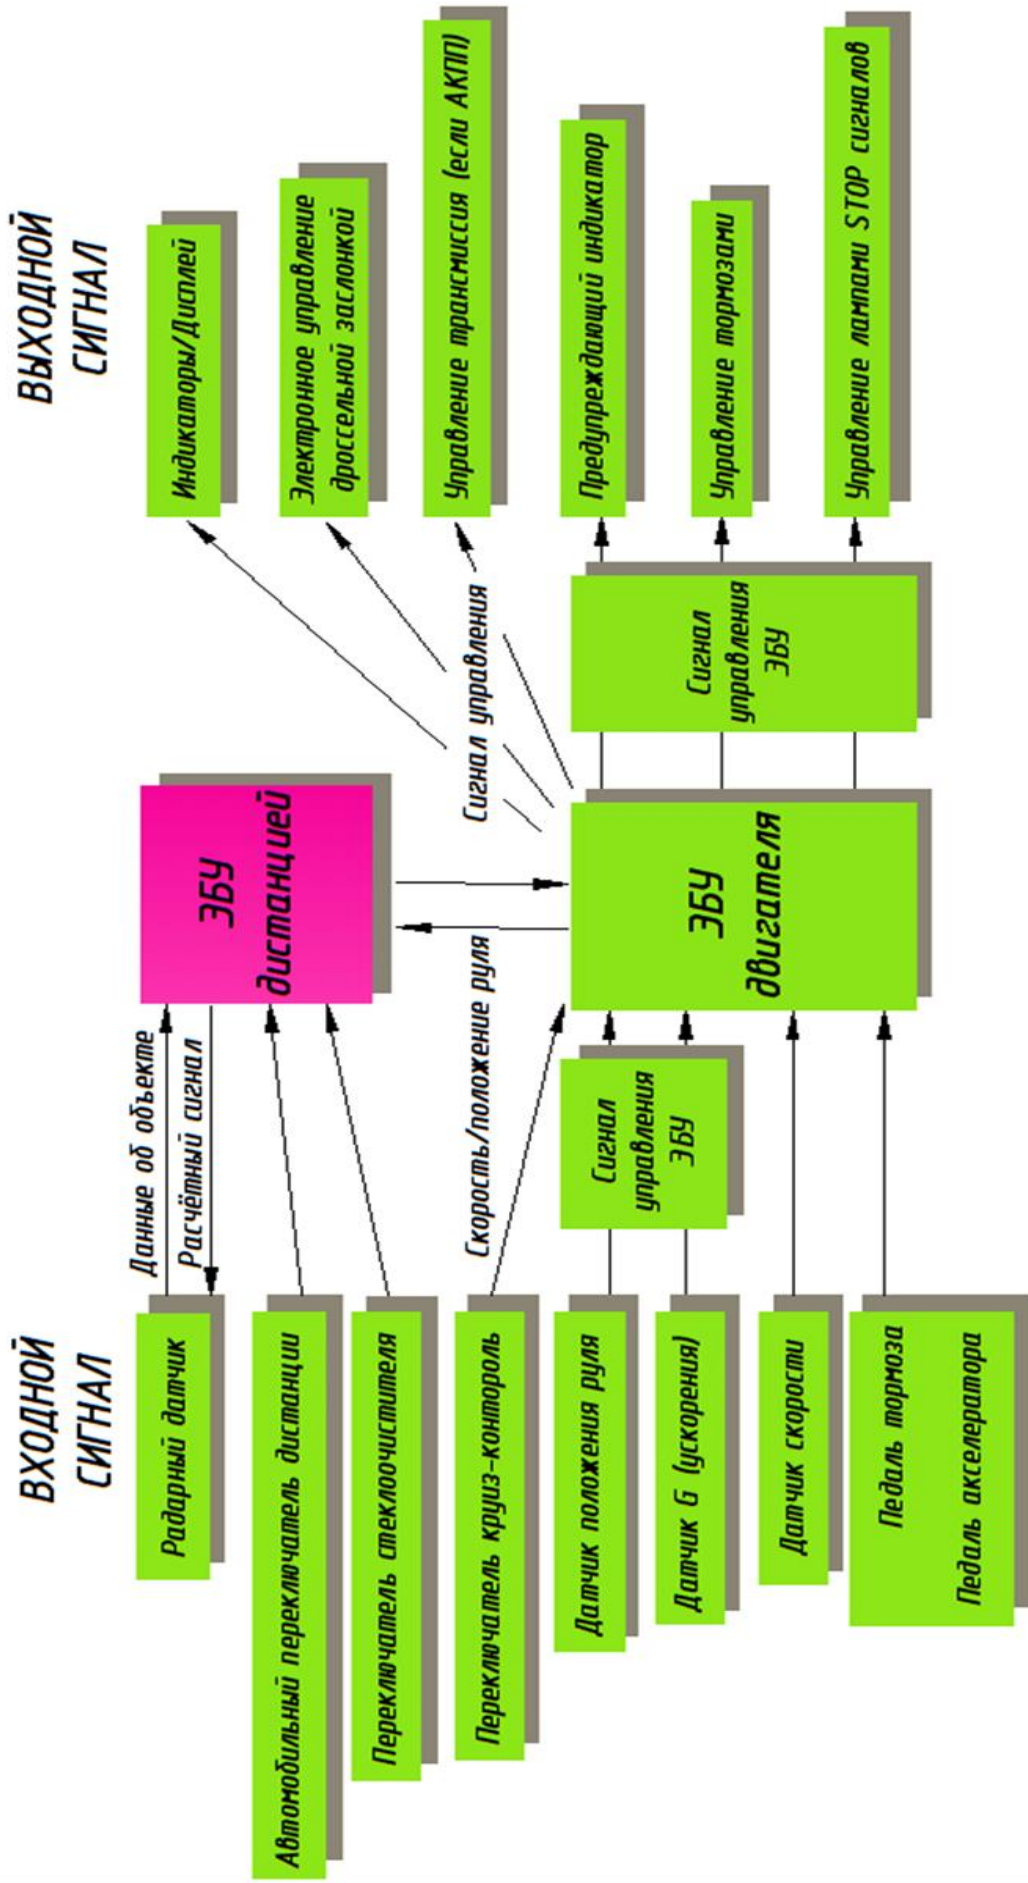 ВХОДНОЙ
СИГНАЛ
ВЫХОДНОЙ
СИГНАЛ
Радарный датчик
Данные об объекте
Расчётный сигнал
ЭБУ
дистанцией
Индикаторы/Дисплей
Автомобильный переключатель дистанции
Электронное управление
дроссельной заслонкой
Переключатель стеклоочистителя
Управление трансмиссия (если АКПП)
Переключатель круиз-контороль
Скорость/положение руля
Сигнал управления
Датчик положения руля
Датчик G (ускорения)
Сигнал
управления
ЭБУ
ЭБУ
двигателя
Сигнал
управления
ЭБУ
Предупреждающий индикатор
Управление тормозами
Датчик скорости
Управление лампами STOP сигналов
Педаль тормоза
Педаль акселератора